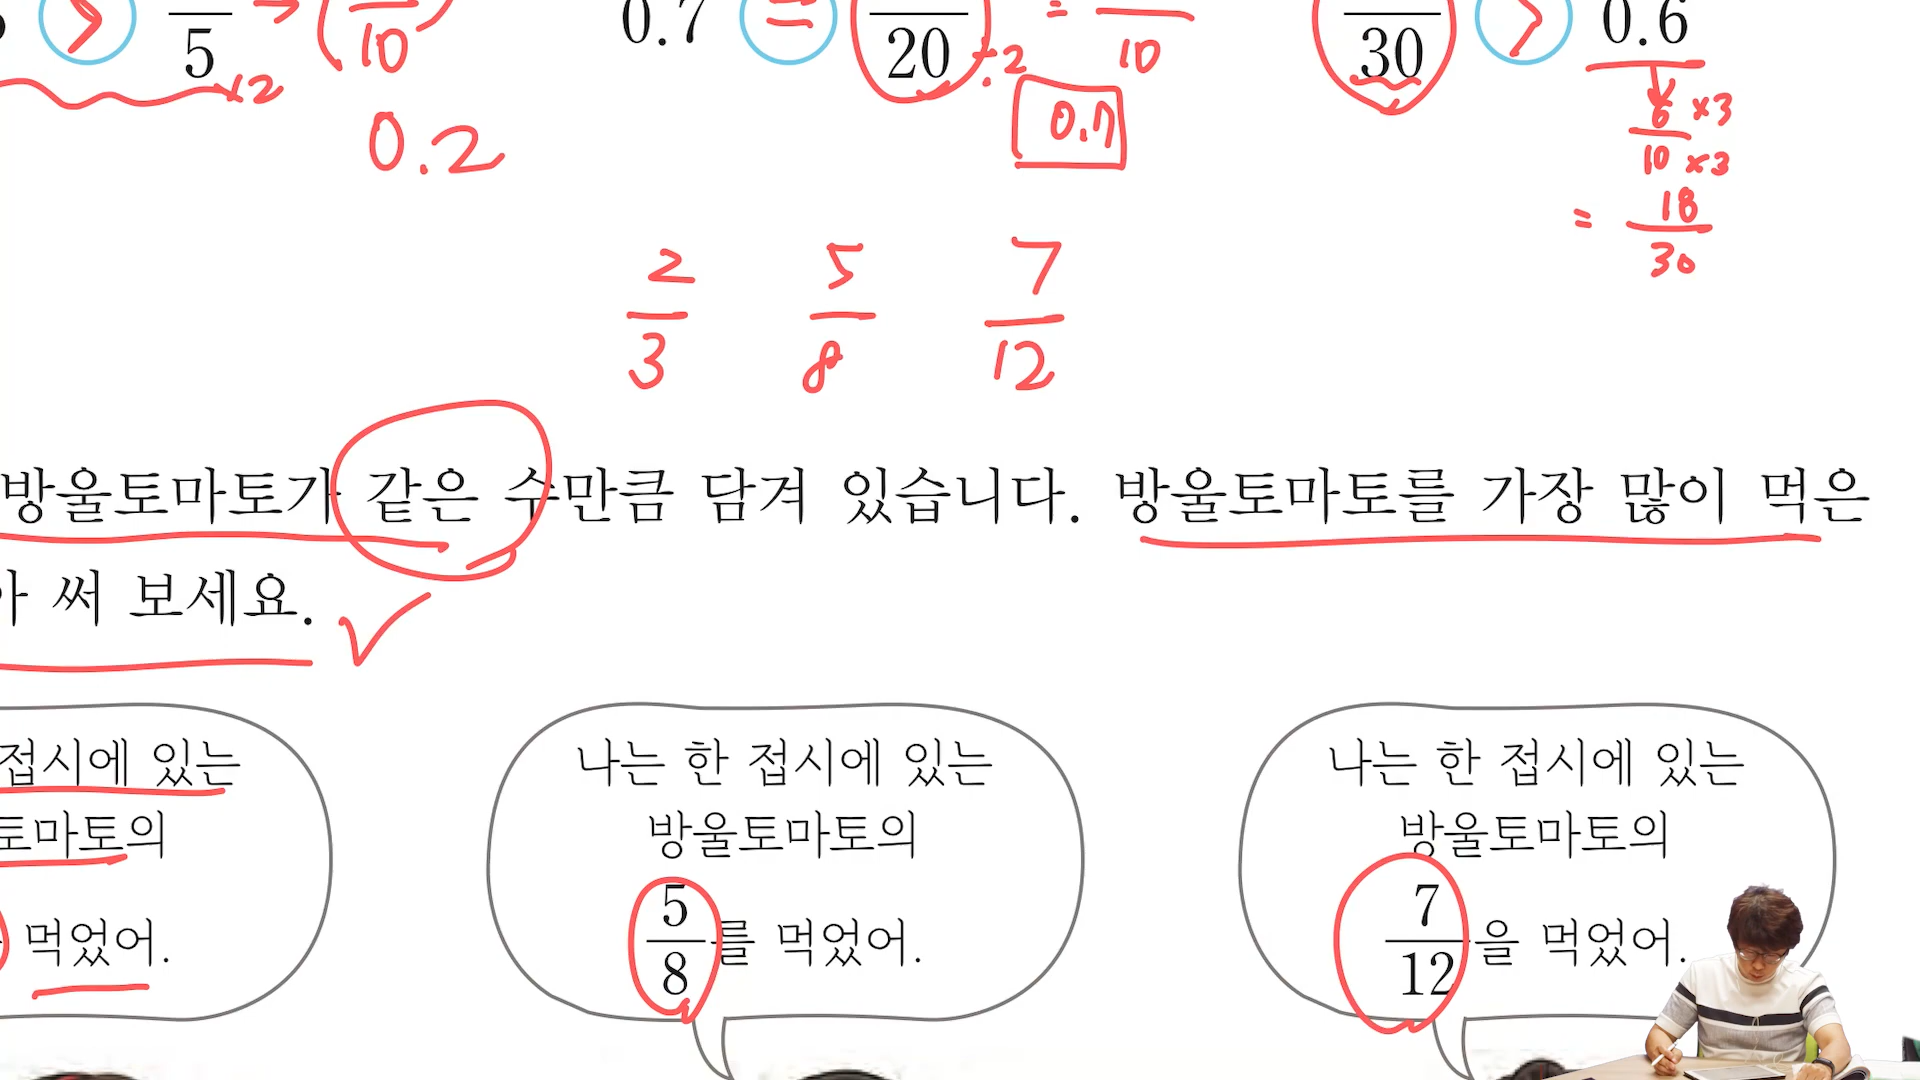 > 5 ×2 → ( 10 )
0.2
0.7 = 20 ÷2 = 10
0.7
30 > 0.6
6 ×3
10 ×3
= 18
30
2 5 7
3 8 12
방울토마토가 같은 수만큼 담겨 있습니다. 방울토마토를 가장 많이 먹은
써 보세요.
접시에 있는
토마토의
먹었어.
나는 한 접시에 있는
방울토마토의
5
8
를 먹었어.
나는 한 접시에 있는
방울토마토의
7
12
을 먹었어.